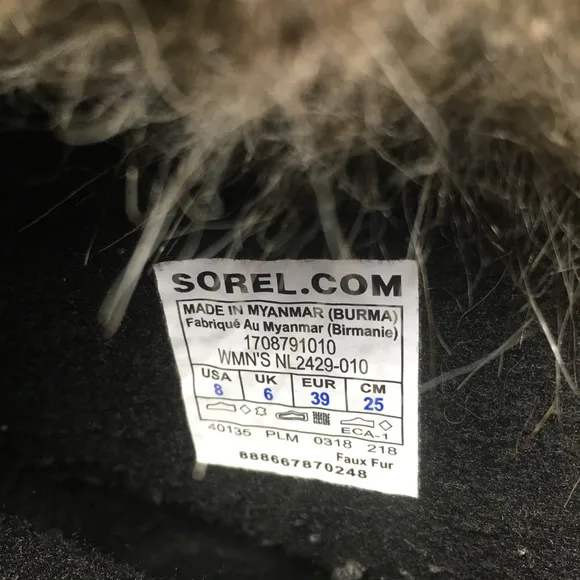 SOREL.COM
MADE IN MYANMAR (BURMA)
Fabriqué Au Myanmar (Birmanie)
1708791010
WMN'S NL2429-010
USA UK EUR CM
8 6 39 25
ECA-1
40135 PLM 0318 218
Faux Fur
888667870248